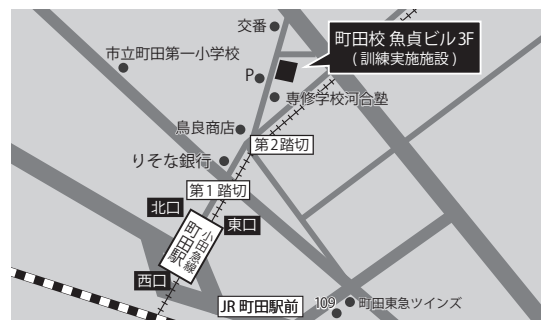 交番
町田校 魚貞ビル3F
(訓練実施施設)
市立町田第一小学校
P
専修学校河合塾
鳥良商店
第2踏切
りそな銀行
第1踏切
北口
東口
小田急線
町田駅
西口
JR 町田駅前
109
町田東急ツインズ